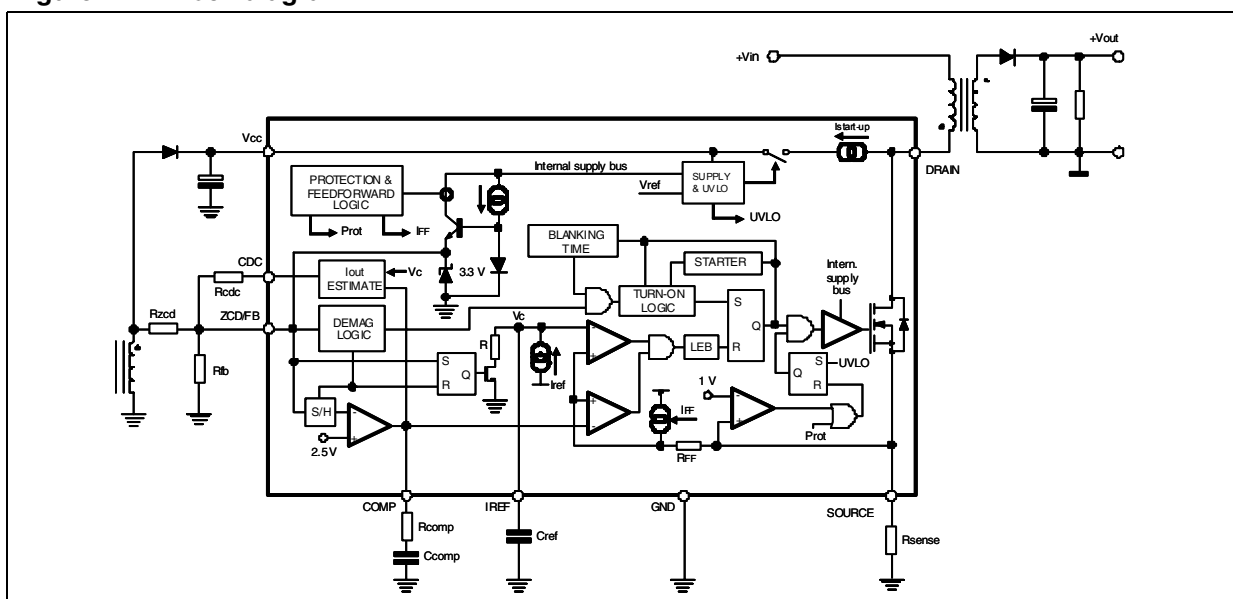 +Vin
+Vout
Vcc
Istart-up
DRAIN
Internal supply bus
PROTECTION &
FEEDFORWARD
LOGIC
SUPPLY
& UVLO
Vref
Prot
IFF
UVLO
BLANKING
TIME
STARTER
CDC
Iout
ESTIMATE
Vc
3.3 V
Intern.
supply
bus
Rcdc
TURN-ON
LOGIC
S
Q
R
Rzcd
ZCD/FB
DEMAG
LOGIC
Vc
R
LEB
Rfb
S
Q
R
Iref
S
UVLO
Q
R
1 V
S/H
2.5 V
IFF
RFF
Prot
COMP
IREF
GND
SOURCE
Rcomp
Cref
Rsense
Ccomp